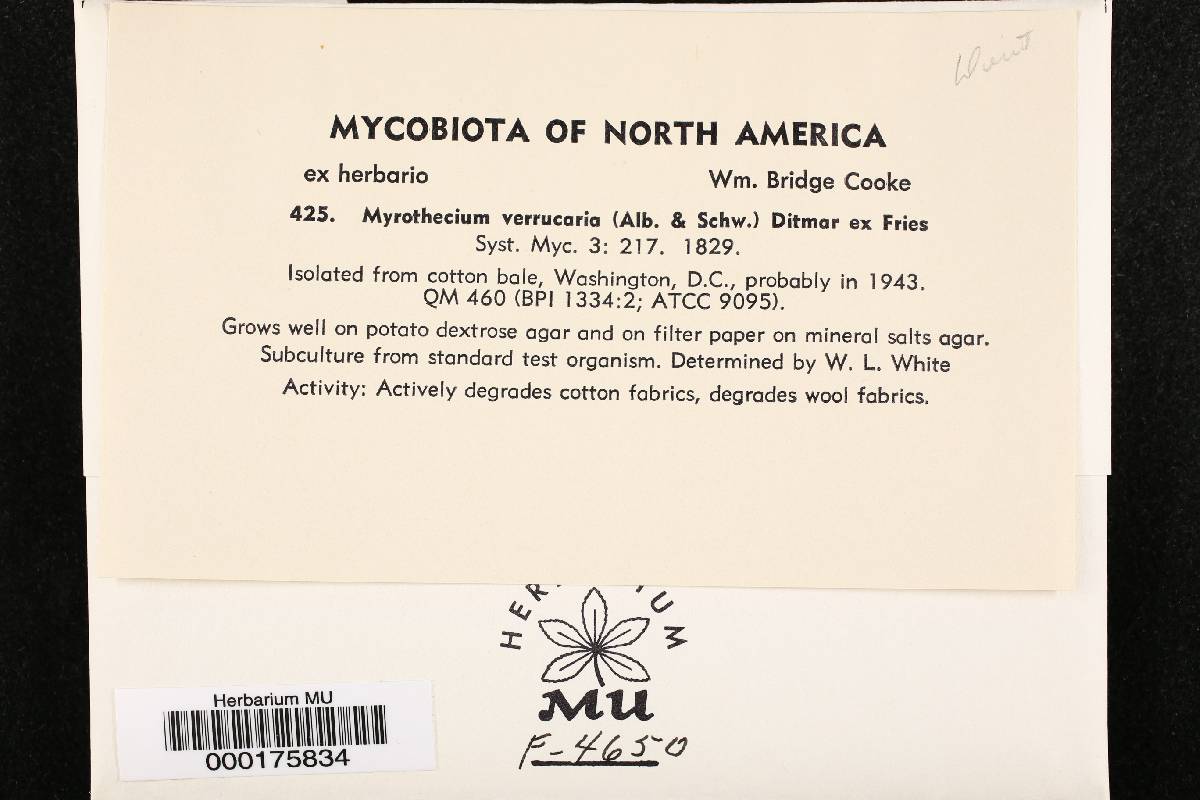 MYCOBIOTA OF NORTH AMERICA
ex herbario Wm. Bridge Cooke
425. Myrothecium verrucaria (Alb. & Schw.) Ditmar ex Fries
Syst. Myc. 3: 217. 1829.
Isolated from cotton bale, Washington, D.C., probably in 1943.
QM 460 (BPI 1334:2; ATCC 9095).
Grows well on potato dextrose agar and on filter paper on mineral salts agar.
Subculture from standard test organism. Determined by W. L. White
Activity: Actively degrades cotton fabrics, degrades wool fabrics.
MU
F-4650
Herbarium MU
000175834